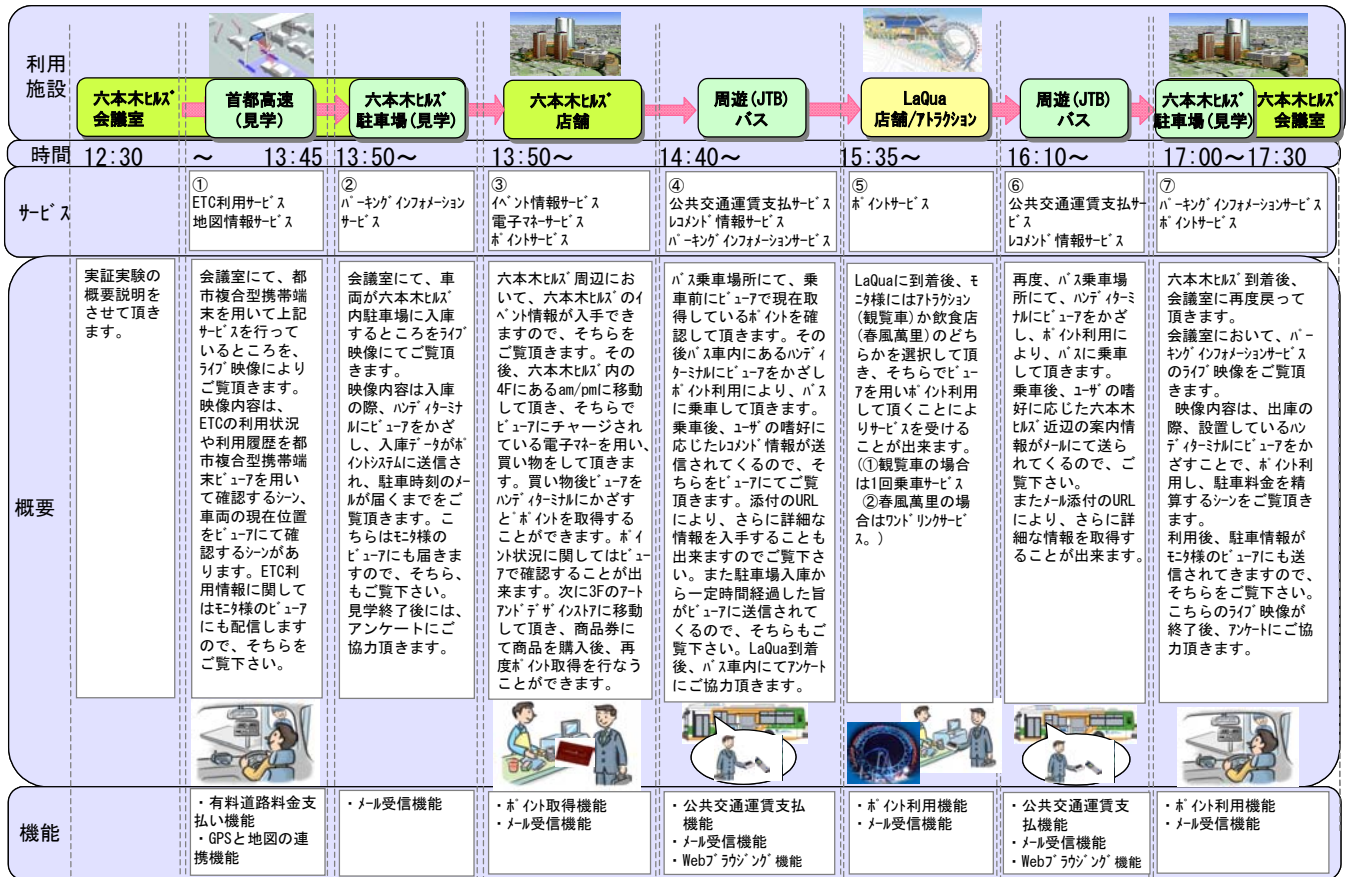 利用
施設
六本木ﾋﾙｽﾞ
会議室
首都高速
(見学)
六本木ﾋﾙｽﾞ
駐車場(見学)
六本木ﾋﾙｽﾞ
店舗
周遊(JTB)
バス
LaQua
店舗/ｱﾄﾗｸｼｮﾝ
周遊(JTB)
バス
六本木ﾋﾙｽﾞ
駐車場(見学)
六本木ﾋﾙｽﾞ
会議室
時間
12:30
～ 13:45
13:50～
13:50～
14:40～
15:35～
16:10～
17:00～17:30
ｻｰﾋﾞｽ
①
ETC利用ｻｰﾋﾞｽ
地図情報ｻｰﾋﾞｽ
②
ﾊﾟｰｷﾝｸﾞｲﾝﾌｫﾒｰｼｮﾝ
ｻｰﾋﾞｽ
③
ｲﾍﾞﾝﾄ情報ｻｰﾋﾞｽ
電子ﾏﾈｰｻｰﾋﾞｽ
ﾎﾟｲﾝﾄｻｰﾋﾞｽ
④
公共交通運賃支払ｻｰﾋﾞｽ
ﾚｺﾒﾝﾄﾞ情報ｻｰﾋﾞｽ
ﾊﾟｰｷﾝｸﾞｲﾝﾌｫﾒｰｼｮﾝｻｰﾋﾞｽ
⑤
ﾎﾟｲﾝﾄｻｰﾋﾞｽ
⑥
公共交通運賃支払ｻｰ
ﾋﾞｽ
ﾚｺﾒﾝﾄﾞ情報ｻｰﾋﾞｽ
⑦
ﾊﾟｰｷﾝｸﾞｲﾝﾌｫﾒｰｼｮﾝｻｰﾋﾞｽ
ﾎﾟｲﾝﾄｻｰﾋﾞｽ
概要
実証実験の
概要説明を
させて頂き
ます。
会議室にて、都
市複合型携帯端
末を用いて上記
ｻｰﾋﾞｽを行って
いるところを、
ﾗｲﾌﾞ映像により
ご覧頂きます。
映像内容は、
ETCの利用状況
や利用履歴を都
市複合型携帯端
末ﾋﾞｭｰｱを用い
て確認するｼｰﾝ、
車両の現在位置
をﾋﾞｭｰｱにて確
認するｼｰﾝがあ
ります。ETC利
用情報に関して
はﾓﾆﾀ様のﾋﾞｭｰｱ
にも配信します
ので、そちらを
ご覧下さい。
会議室にて、車
両が六本木ﾋﾙｽﾞ
内駐車場に入庫
するところをﾗｲﾌﾞ
映像にてご覧頂
きます。
映像内容は入庫
の際、ﾊﾝﾃﾞｨﾀｰﾐﾅ
ﾙにﾋﾞｭｰｱをかざ
し、入庫ﾃﾞｰﾀがﾎﾟ
ｲﾝﾄｼｽﾃﾑに送信さ
れ、駐車時刻のﾒｰ
ﾙが届くまでをご
覧頂きます。こ
ちらはﾓﾆﾀ様の
ﾋﾞｭｰｱにも届きま
すので、そちら、
もご覧下さい。
見学終了後には、
アンケートにご
協力頂きます。
六本木ﾋﾙｽﾞ周辺にお
いて、六本木ﾋﾙｽﾞのｲ
ﾍﾞﾝﾄ情報が入手でき
ますので、そちらを
ご覧頂きます。その
後、六本木ﾋﾙｽﾞ内の
4Fにあるam/pmに移動
して頂き、そちらで
ﾋﾞｭｰｱにチャージされ
ている電子ﾏﾈｰを用い、
買い物をして頂きま
す。買い物後ﾋﾞｭｰｱを
ﾊﾝﾃﾞｨﾀｰﾐﾅﾙにかざす
とﾎﾟｲﾝﾄを取得する
ことができます。ﾎﾟｲ
ﾝﾄ状況に関してはﾋﾞｭｰ
ｱで確認することが出
来ます。次に3Fのアート
ｱﾝﾄﾞﾃﾞｻﾞｲﾝｽﾄｱに移動
して頂き、商品券に
て商品を購入後、再
度ﾎﾟｲﾝﾄ取得を行なう
ことができます。
ﾊﾞｽ乗車場所にて、乗
車前にﾋﾞｭｰｱで現在取
得しているﾎﾟｲﾝﾄを確
認して頂きます。その
後ﾊﾞｽ車内にあるﾊﾝﾃﾞｨ
ﾀｰﾐﾅﾙにﾋﾞｭｰｱをかざし
ﾎﾟｲﾝﾄ利用により、ﾊﾞｽ
に乗車して頂きます。
乗車後、ﾕｰｻﾞの嗜好に
応じたﾚｺﾒﾝﾄﾞ情報が送
信されてくるので、そ
ちらをﾋﾞｭｰｱにてご覧
頂きます。添付のURL
により、さらに詳細な
情報を入手することも
出来ますのでご覧下さ
い。また駐車場入庫か
ら一定時間経過した旨
がﾋﾞｭｰｱに送信されて
くるので、そちらもご
覧下さい。LaQua到着
後、ﾊﾞｽ車内にてｱﾝｹｰﾄ
にご協力頂きます。
LaQuaに到着後、ﾓ
ﾆﾀ様にはｱﾄﾗｸｼｮﾝ
(観覧車)か飲食店
(春風萬里)のどち
らかを選択して頂
き、そちらでﾋﾞｭｰ
ｱを用いﾎﾟｲﾝﾄ利用
して頂くことによ
りｻｰﾋﾞｽを受ける
ことが出来ます。
(①観覧車の場合
は1回乗車ｻｰﾋﾞｽ
②春風萬里の場
合はﾜﾝﾄﾞﾘﾝｸｻｰﾋﾞ
ｽ。)
再度、ﾊﾞｽ乗車場
所にて、ﾊﾝﾃﾞｨﾀｰﾐ
ﾅﾙにﾋﾞｭｰｱをかざ
し、ﾎﾟｲﾝﾄ利用に
より、ﾊﾞｽに乗車
して頂きます。
乗車後、ﾕｰｻﾞの嗜
好に応じた六本木
ﾋﾙｽﾞ近辺の案内情
報がﾒｰﾙにて送ら
れてくるので、ご
覧下さい。
またﾒｰﾙ添付のURL
により、さらに詳
細な情報を取得す
ることが出来ます。
六本木ﾋﾙｽﾞ到着後、
会議室に再度戻って
頂きます。
会議室において、ﾊﾟｰ
ｷﾝｸﾞｲﾝﾌｫﾒｰｼｮﾝｻｰﾋﾞｽ
のﾗｲﾌﾞ映像をご覧頂
きます。
映像内容は、出庫の
際、設置しているﾊﾝ
ﾃﾞｨﾀｰﾐﾅﾙにﾋﾞｭｰｱをか
ざすことで、ﾎﾟｲﾝﾄ利
用し、駐車料金を精
算するｼｰﾝをご覧頂き
ます。
利用後、駐車情報が
ﾓﾆﾀ様のﾋﾞｭｰｱにも送
信されてきますので、
そちらをご覧下さい。
こちらのﾗｲﾌﾞ映像が
終了後、ｱﾝｹｰﾄにご協
力頂きます。
機能
・有料道路料金支
払い機能
・GPSと地図の連
携機能
・ﾒｰﾙ受信機能
・ﾎﾟｲﾝﾄ取得機能
・ﾒｰﾙ受信機能
・公共交通運賃支払
機能
・ﾒｰﾙ受信機能
・Webﾌﾞﾗｳｼﾞﾝｸﾞ機能
・ﾎﾟｲﾝﾄ利用機能
・ﾒｰﾙ受信機能
・公共交通運賃支
払機能
・ﾒｰﾙ受信機能
・Webﾌﾞﾗｳｼﾞﾝｸﾞ機能
・ﾎﾟｲﾝﾄ利用機能
・ﾒｰﾙ受信機能